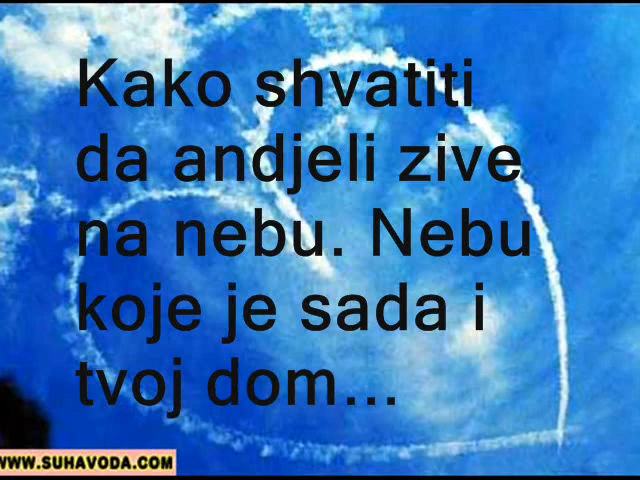 Kako shvatiti
da andjeli zive
na nebu. Nebu
koje je sada i
tvoj dom...
WWW.SUHAVODA.COM